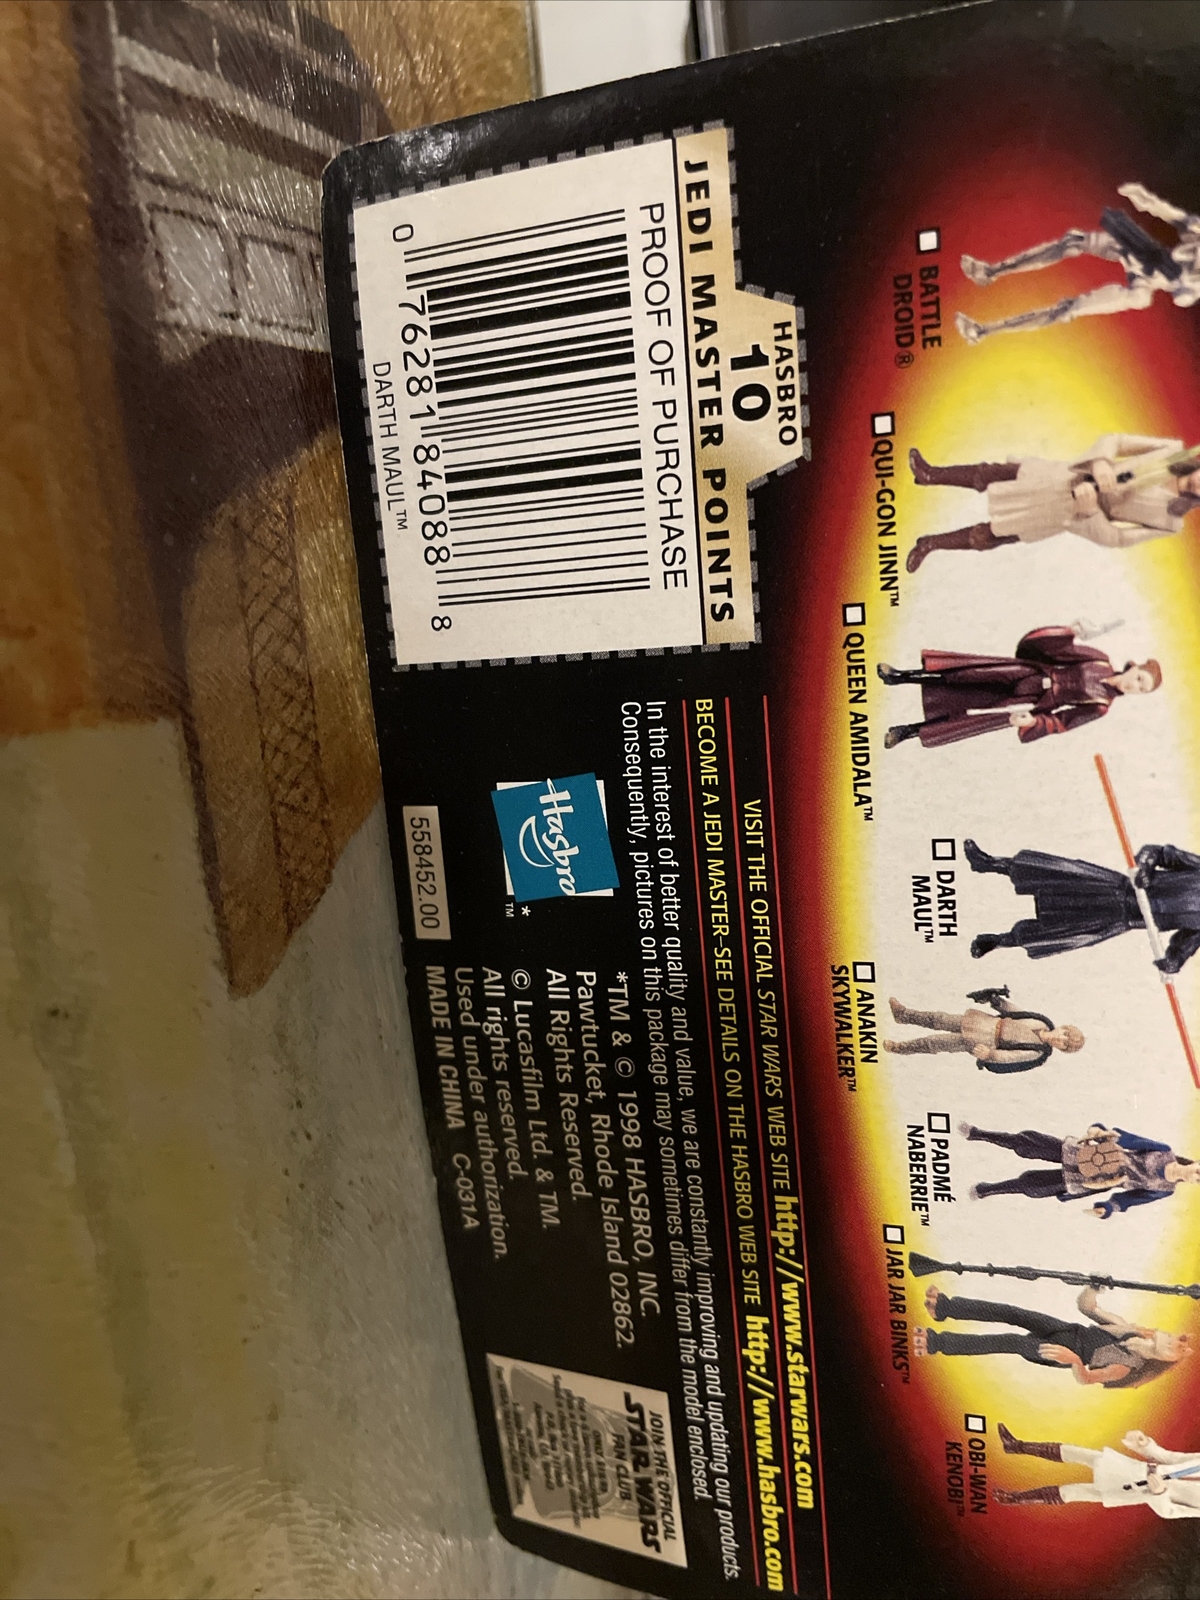 BATTLE
DROID®
QUI-GON JINN™
QUEEN AMIDALA™
DARTH
MAUL™
ANAKIN
SKYWALKER™
PADMÉ
NABERRIE™
JAR JAR BINKS™
OBI-WAN
KENOBI™
HASBRO
10
JEDI MASTER POINTS
PROOF OF PURCHASE
0 76281 84088 8
DARTH MAUL™
VISIT THE OFFICIAL STAR WARS WEB SITE http://www.starwars.com
BECOME A JEDI MASTER–SEE DETAILS ON THE HASBRO WEB SITE http://www.hasbro.com
In the interest of better quality and value, we are constantly improving and updating our products.
Consequently, pictures on this package may sometimes differ from the model enclosed.
Hasbro
™
*
558452.00
*TM & © 1998 HASBRO, INC.
Pawtucket, Rhode Island 02862.
All Rights Reserved.
© Lucasfilm Ltd. & TM.
All rights reserved.
Used under authorization.
MADE IN CHINA C-031A
JOIN THE OFFICIAL
STAR WARS
FAN CLUB